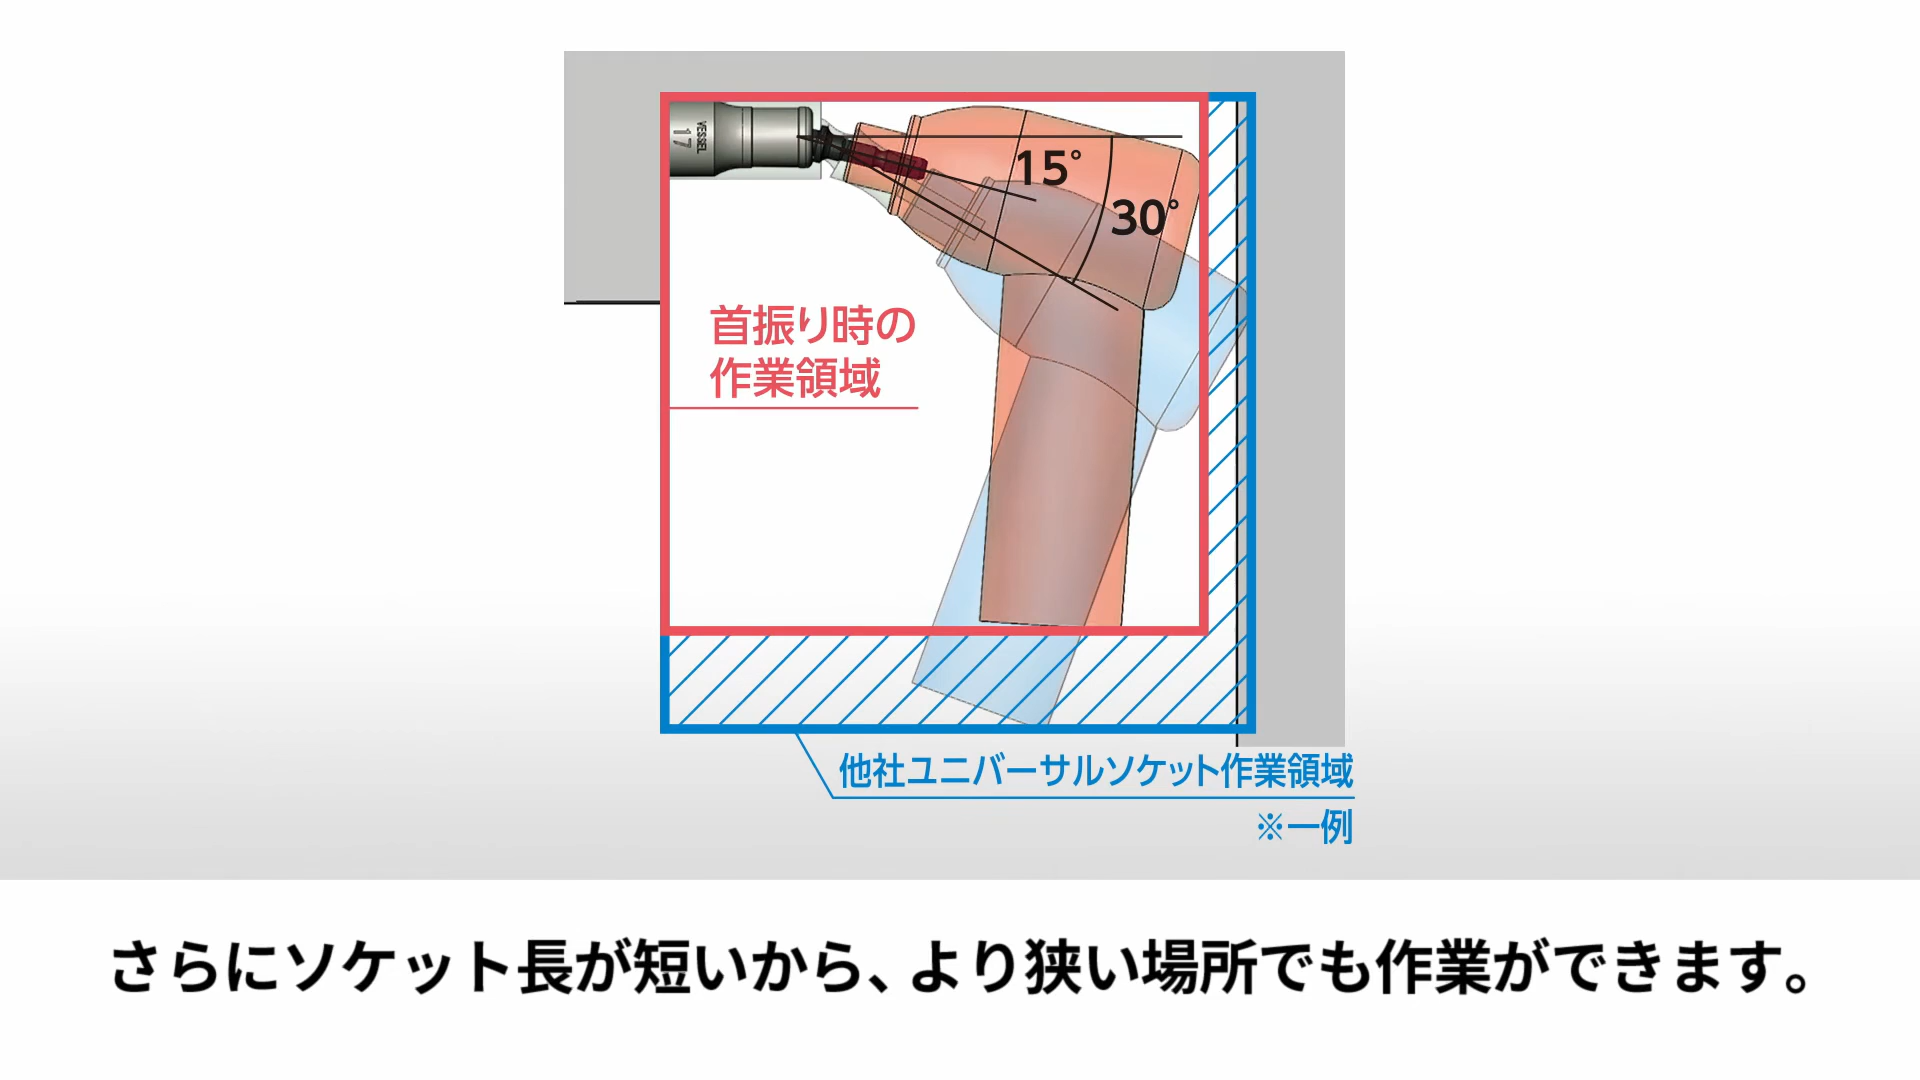 VESSEL
17
15°
30°
首振り時の
作業領域
他社ユニバーサルソケット作業領域
※一例
さらにソケット長が短いから、より狭い場所でも作業ができます。